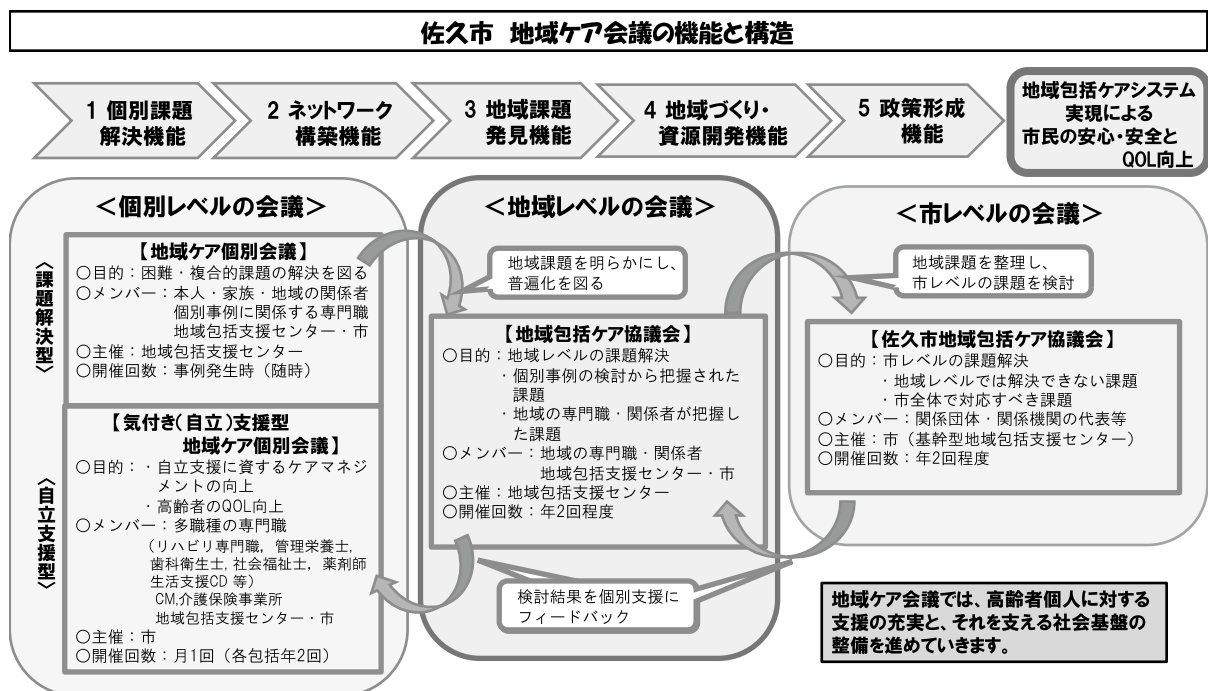 佐久市 地域ケア会議の機能と構造
1 個別課題
解決機能
2 ネットワーク
構築機能
3 地域課題
発見機能
4 地域づくり・
資源開発機能
5 政策形成
機能
地域包括ケアシステム
実現による
市民の安心・安全と
QOL向上
＜個別レベルの会議＞
〈課題解決型〉
【地域ケア個別会議】
○目的：困難・複合的課題の解決を図る
○メンバー：本人・家族・地域の関係者
個別事例に関係する専門職
地域包括支援センター・市
○主催：地域包括支援センター
○開催回数：事例発生時（随時）
〈自立支援型〉
【気付き(自立)支援型
地域ケア個別会議】
○目的：・自立支援に資するケアマネジ
メントの向上
・高齢者のQOL向上
○メンバー：多職種の専門職
（リハビリ専門職，管理栄養士，
歯科衛生士，社会福祉士，薬剤師
生活支援CD 等）
CM,介護保険事業所
地域包括支援センター・市
○主催：市
○開催回数：月1回（各包括年2回）
＜地域レベルの会議＞
地域課題を明らかにし、
普遍化を図る
【地域包括ケア協議会】
○目的：地域レベルの課題解決
・個別事例の検討から把握された
課題
・地域の専門職・関係者が把握し
た課題
○メンバー：地域の専門職・関係者
地域包括支援センター・市
○主催：地域包括支援センター
○開催回数：年2回程度
検討結果を個別支援に
フィードバック
＜市レベルの会議＞
地域課題を整理し、
市レベルの課題を検討
【佐久市地域包括ケア協議会】
○目的：市レベルの課題解決
・地域レベルでは解決できない課題
・市全体で対応すべき課題
○メンバー：関係団体・関係機関の代表等
○主催：市（基幹型地域包括支援センター）
○開催回数：年2回程度
地域ケア会議では、高齢者個人に対する
支援の充実と、それを支える社会基盤の
整備を進めていきます。